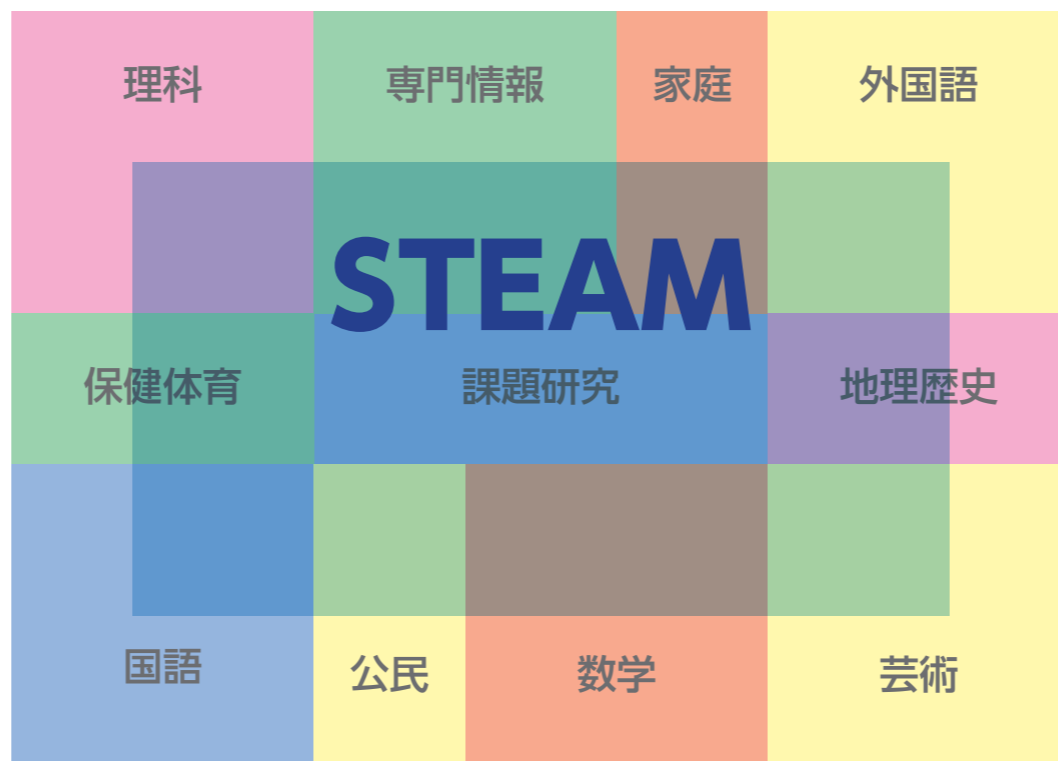 理科
専門情報
家庭
外国語
STEAM
保健体育
課題研究
地理歴史
国語
公民
数学
芸術